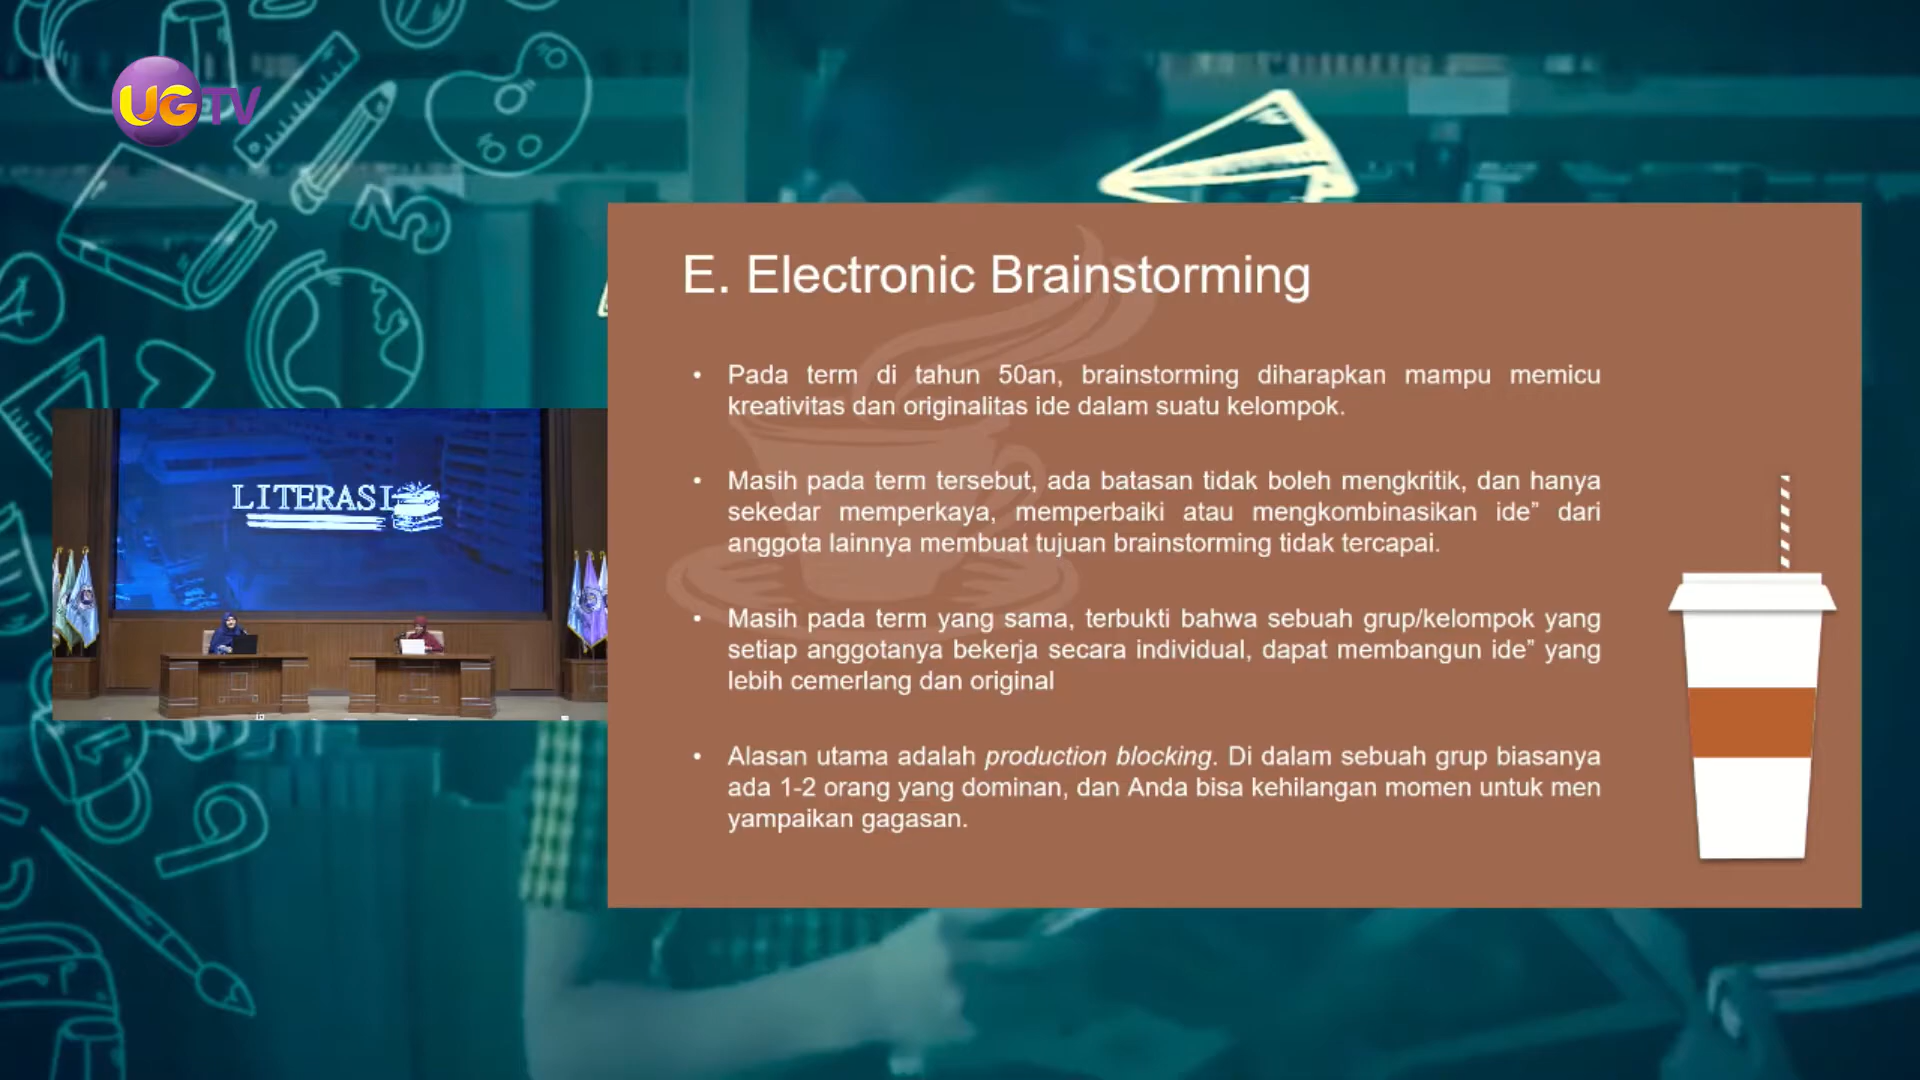 UGTV
E. Electronic Brainstorming
• Pada term di tahun 50an, brainstorming diharapkan mampu memicu
kreativitas dan originalitas ide dalam suatu kelompok.
• Masih pada term tersebut, ada batasan tidak boleh mengkritik, dan hanya
sekedar memperkaya, memperbaiki atau mengkombinasikan ide” dari
anggota lainnya membuat tujuan brainstorming tidak tercapai.
• Masih pada term yang sama, terbukti bahwa sebuah grup/kelompok yang
setiap anggotanya bekerja secara individual, dapat membangun ide” yang
lebih cemerlang dan original
• Alasan utama adalah production blocking. Di dalam sebuah grup biasanya
ada 1-2 orang yang dominan, dan Anda bisa kehilangan momen untuk men
yampaikan gagasan.
LITERASI